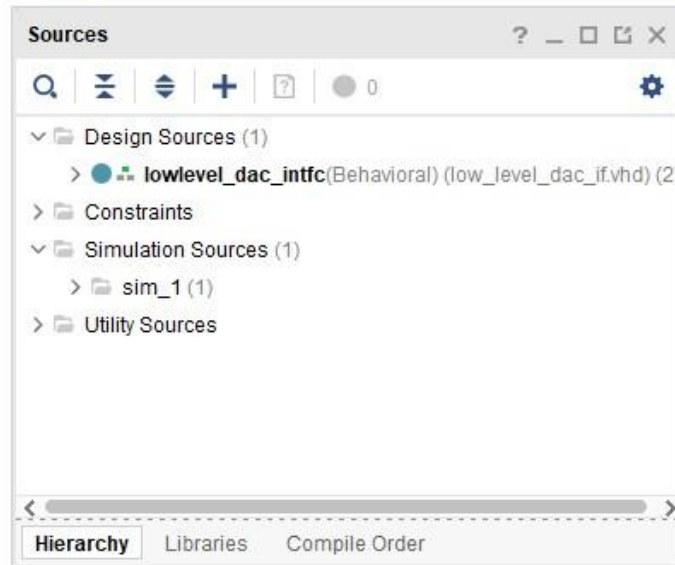 Sources
0
Design Sources (1)
lowlevel_dac_intfc(Behavioral) (low_level_dac_if.vhd) (2
Constraints
Simulation Sources (1)
sim_1 (1)
Utility Sources
Hierarchy Libraries Compile Order